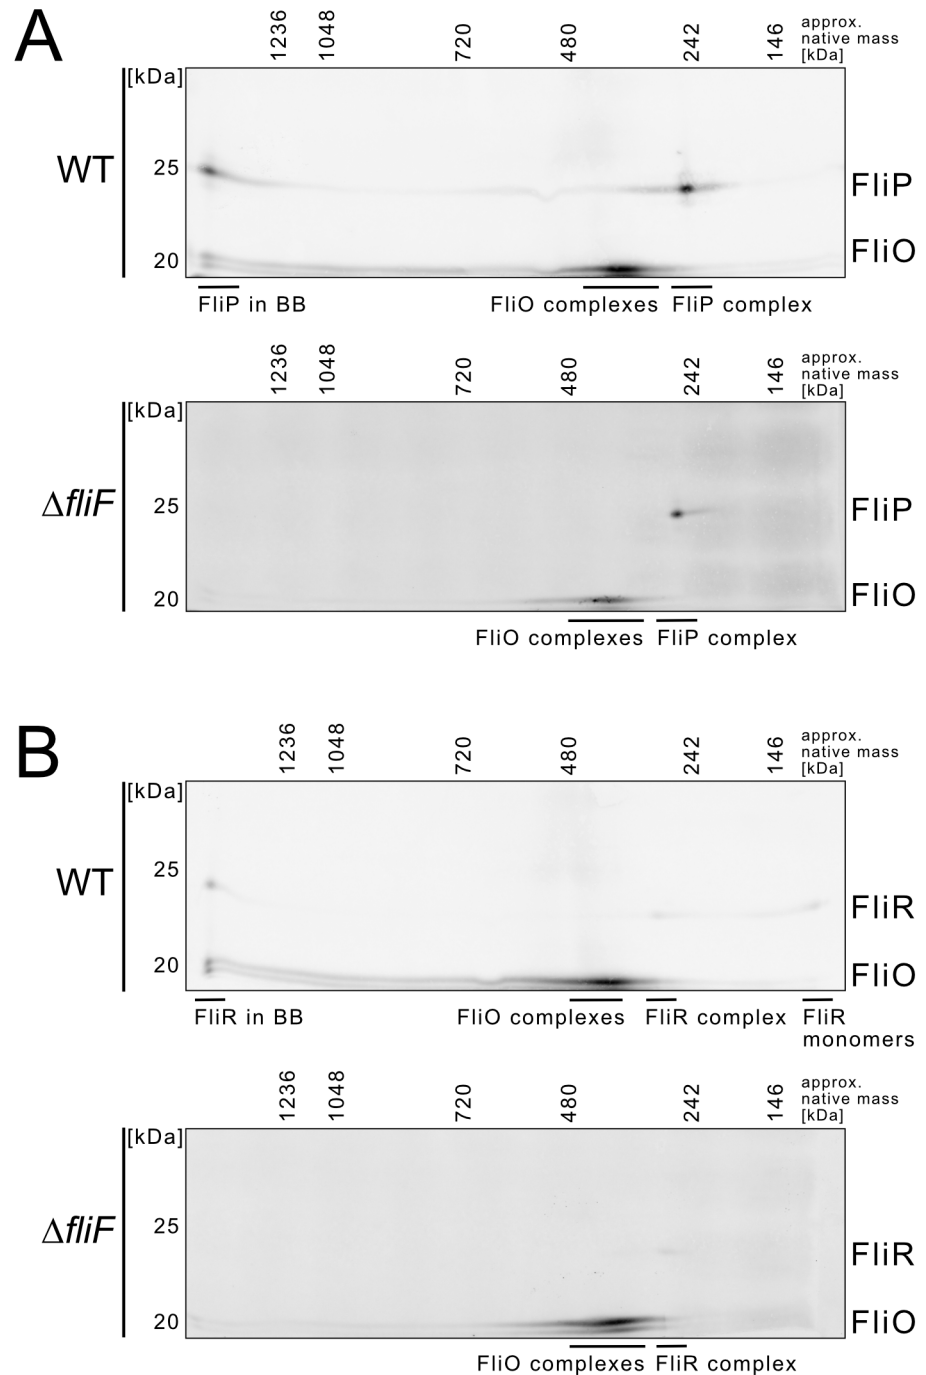 A
1236 1048 720 480 242 146 approx.
native mass
[kDa]
[kDa]
WT
25
FliP
FliO
20
FliP in BB FliO complexes FliP complex
1236 1048 720 480 242 146 approx.
native mass
[kDa]
[kDa]
ΔfliF
25
FliP
20
FliO
FliO complexes FliP complex
B
1236 1048 720 480 242 146 approx.
native mass
[kDa]
[kDa]
25
WT
FliR
20
FliO
FliR in BB FliO complexes FliR complex FliR
monomers
1236 1048 720 480 242 146 approx.
native mass
[kDa]
[kDa]
25
ΔfliF
FliR
20
FliO
FliO complexes FliR complex